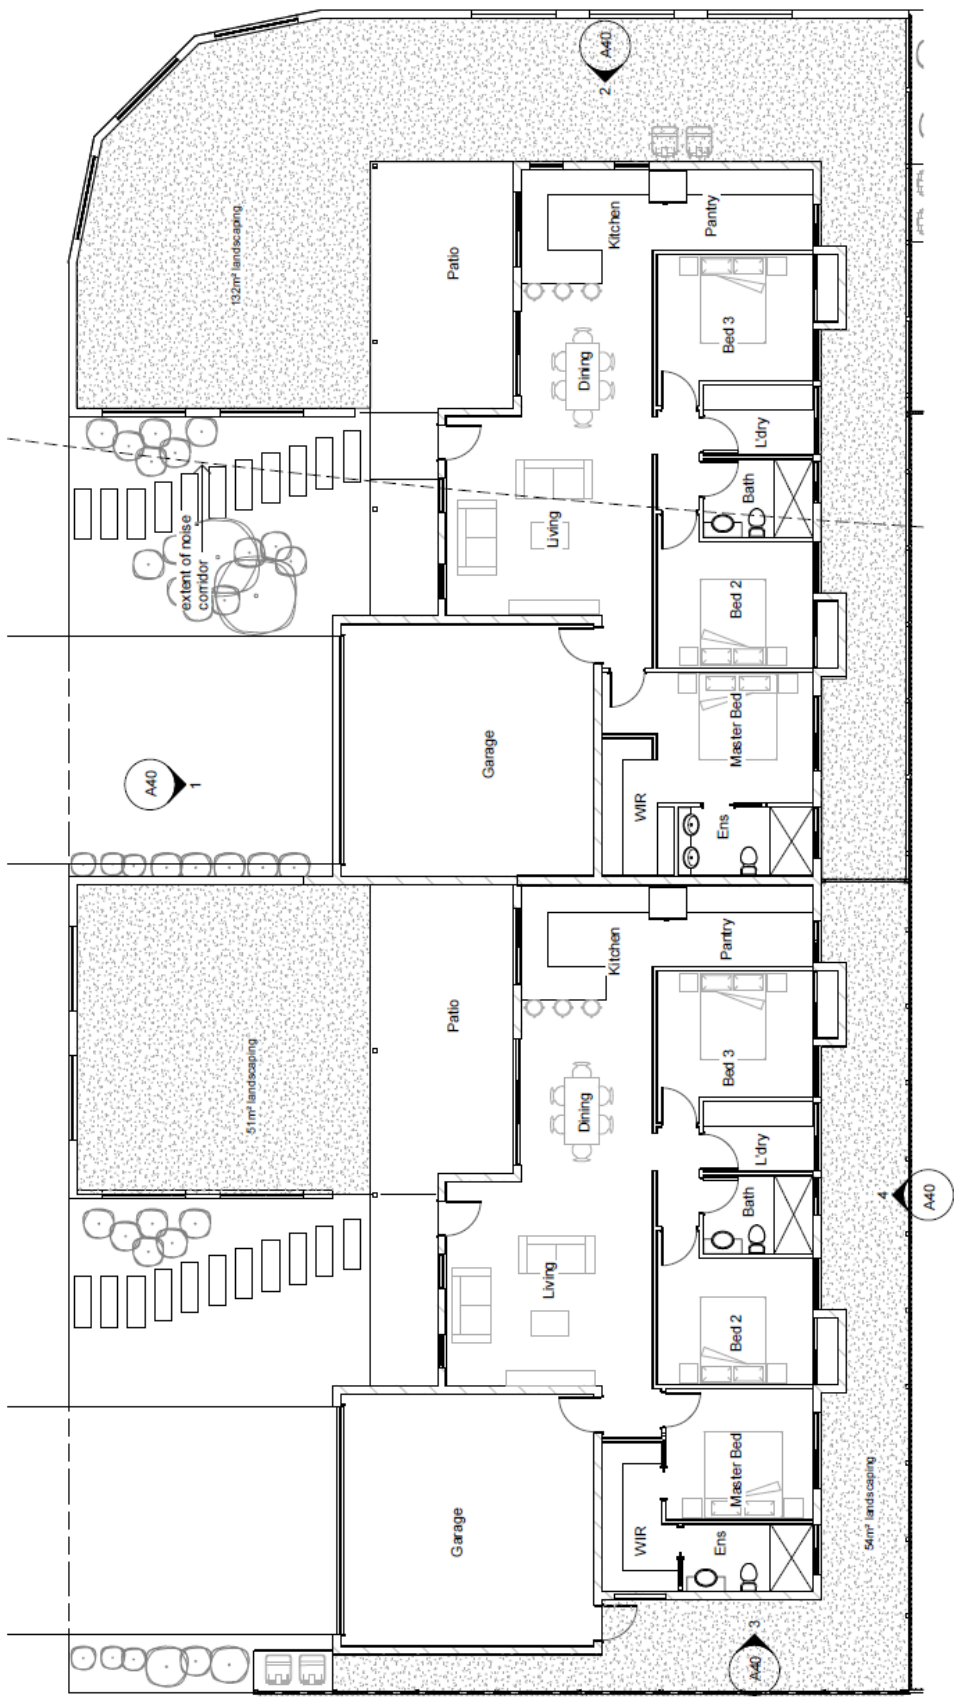 A40
2
132m² landscaping
Patio
Kitchen
Pantry
Dining
Bed 3
L'dry
Bath
Living
extent of noise
corridor
Bed 2
Master Bed
Garage
WIR
Ens
A40
1
51m² landscaping
Patio
Kitchen
Pantry
Dining
Bed 3
L'dry
Bath
Living
Bed 2
Master Bed
Garage
WIR
Ens
54m² landscaping
4
A40
3
A40